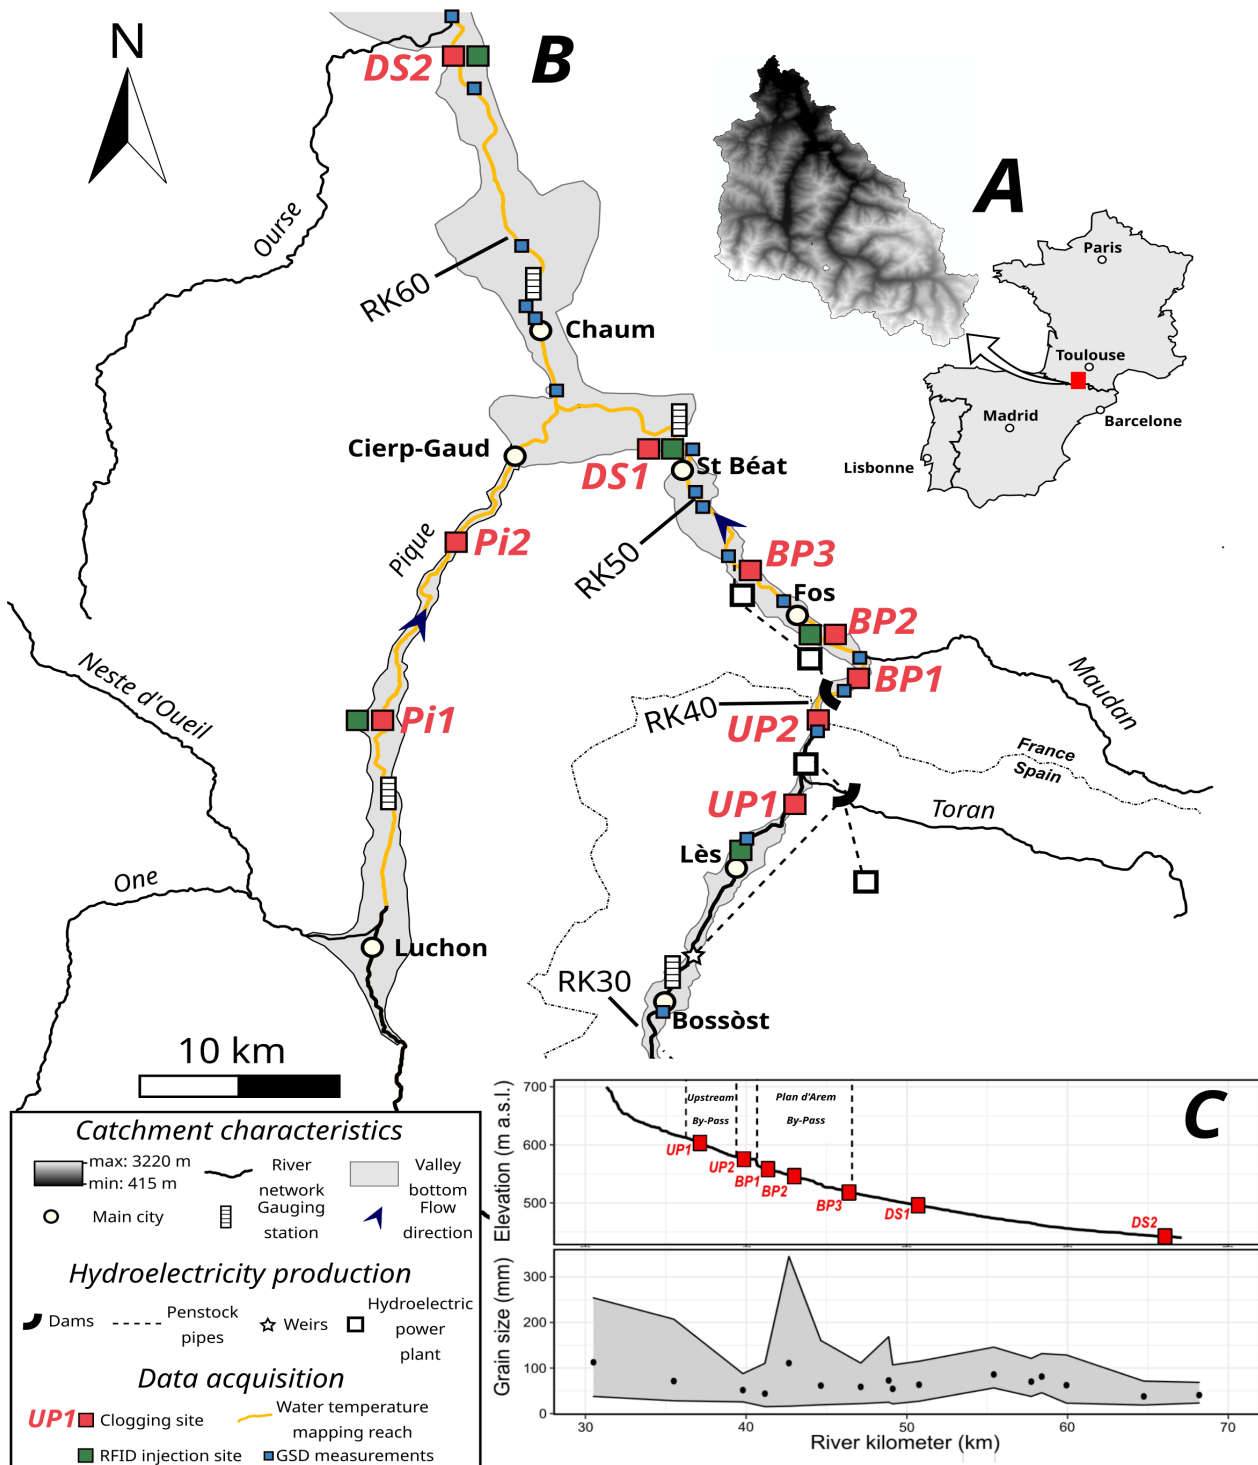 N
B
DS2
A
Ourse
Paris
RK60
Chaum
Toulouse
Madrid
Barcelone
Lisbonne
Cierp-Gaud
St Béat
DS1
Pique
Pi2
RK50
BP3
Fos
BP2
BP1
Maudan
Neste d'Oueil
RK40
Pi1
UP2
France
Spain
UP1
Toran
Lès
One
Luchon
RK30
Bossòst
10 km
Catchment characteristics
max: 3220 m
min: 415 m
River
network
Valley
bottom
Main city
Gauging
station
Flow
direction
Hydroelectricity production
Dams
Penstock
pipes
Weirs
Hydroelectric
power
plant
Data acquisition
UP1
Clogging site
Water temperature
mapping reach
RFID injection site
GSD measurements
C
Elevation (m a.s.l.)
700
600
500
Upstream
By-Pass
Plan d'Arem
By-Pass
UP1
UP2
BP1
BP2
BP3
DS1
DS2
Grain size (mm)
300
200
100
0
30
40
50
60
70
River kilometer (km)